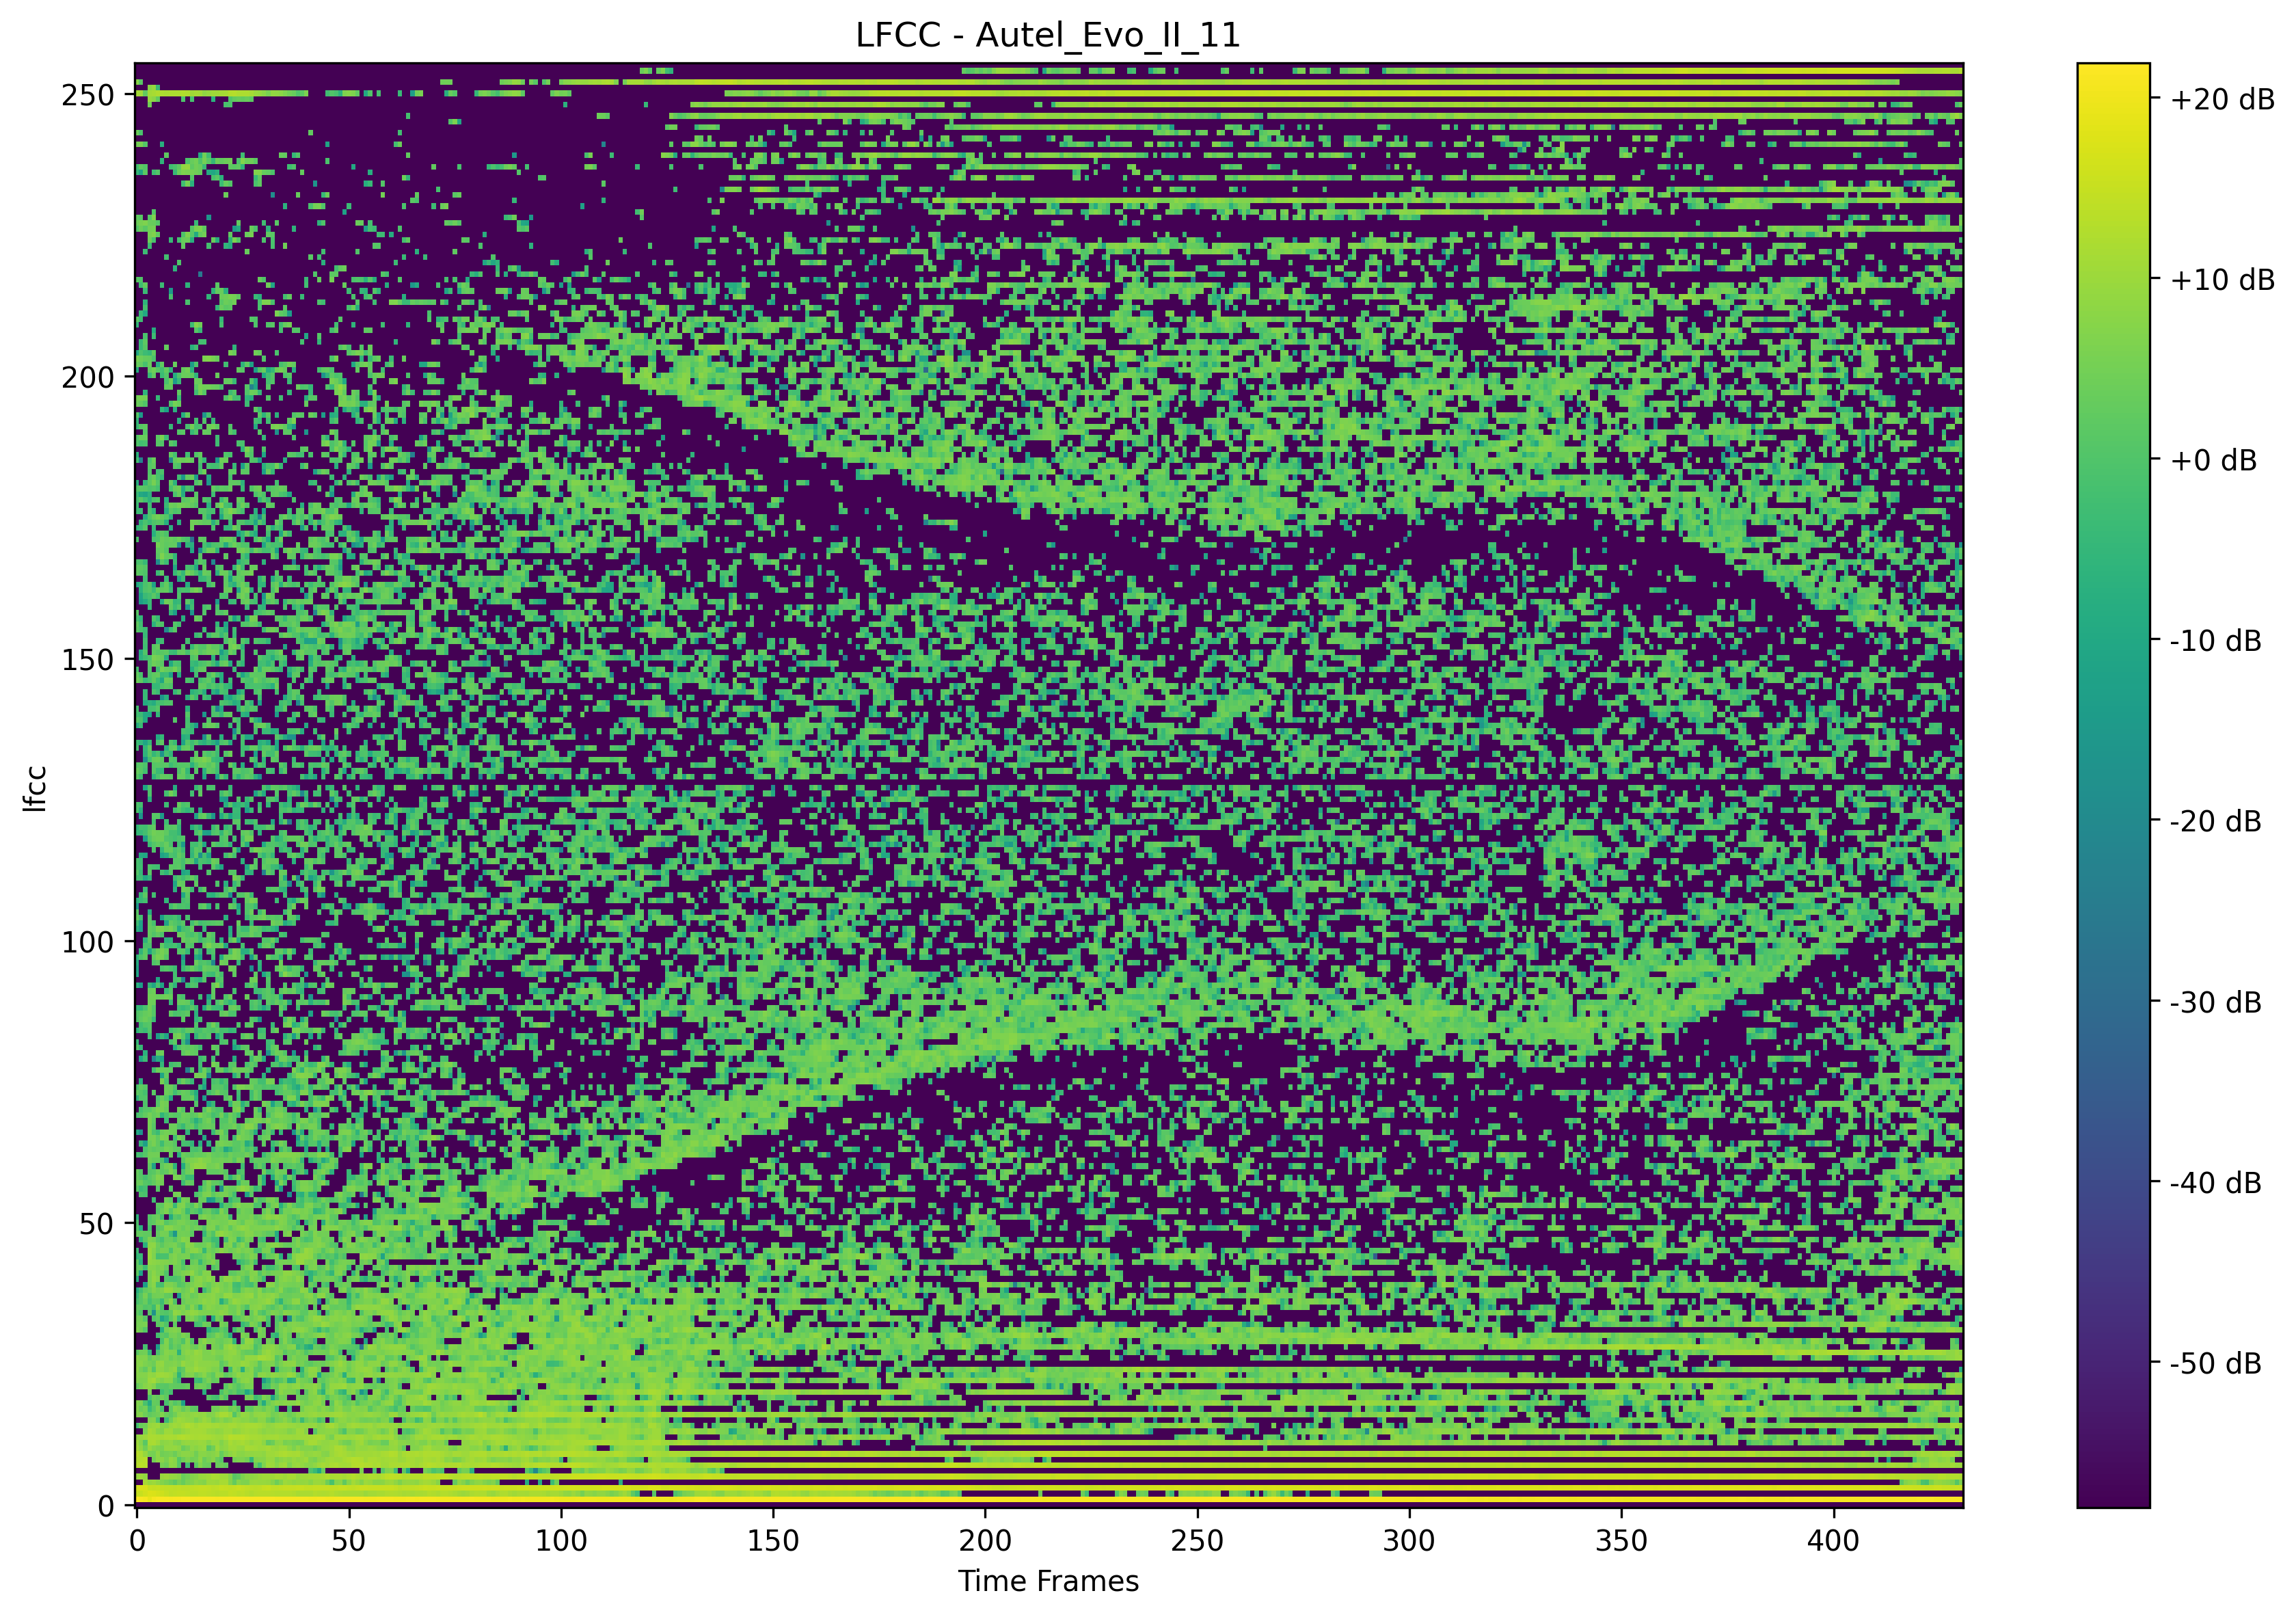 LFCC - Autel_Evo_II_11
250
200
150
100
50
0
lfcc
0 50 100 150 200 250 300 350 400
Time Frames
+20 dB
+10 dB
+0 dB
-10 dB
-20 dB
-30 dB
-40 dB
-50 dB